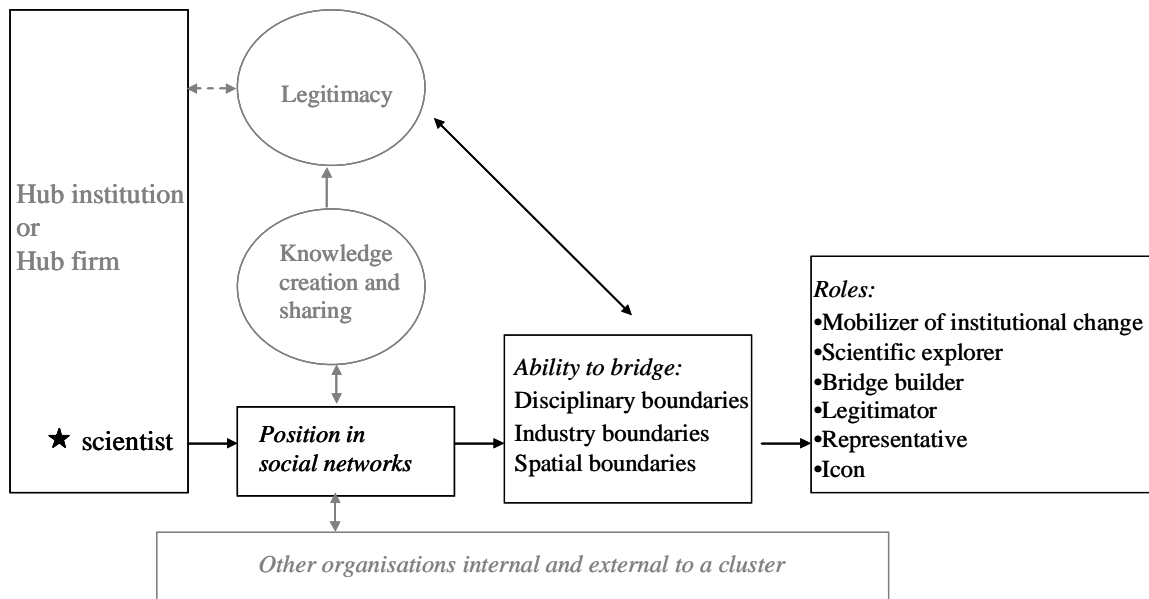 Legitimacy
Hub institution
or
Hub firm
Knowledge
creation and
sharing
★ scientist
Position in
social networks
Ability to bridge:
Disciplinary boundaries
Industry boundaries
Spatial boundaries
Roles:
•Mobilizer of institutional change
•Scientific explorer
•Bridge builder
•Legitimator
•Representative
•Icon
Other organisations internal and external to a cluster